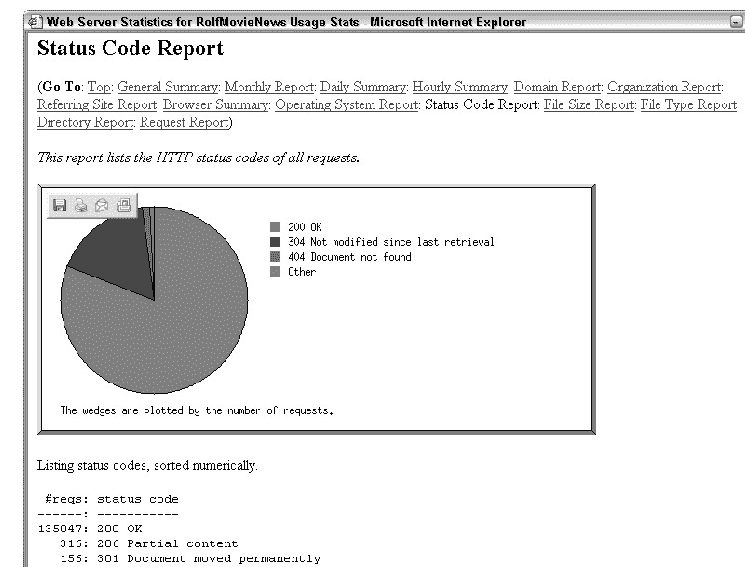 Web Server Statistics for RolfMovieNews Usage Stats - Microsoft Internet Explorer
Status Code Report
(Go To: Top: General Summary: Monthly Report: Daily Summary: Hourly Summary: Domain Report: Organization Report:
Referring Site Report: Browser Summary: Operating System Report: Status Code Report: File Size Report: File Type Report:
Directory Report: Request Report)
This report lists the HTTP status codes of all requests.
200 OK
304 Not modified since last retrieval
404 Document not found
Other
The wedges are plotted by the number of requests.
Listing status codes, sorted numerically.
#reqs: status code
------: -----------
135047: 200 OK
206 Partial content
301 Document moved permanently